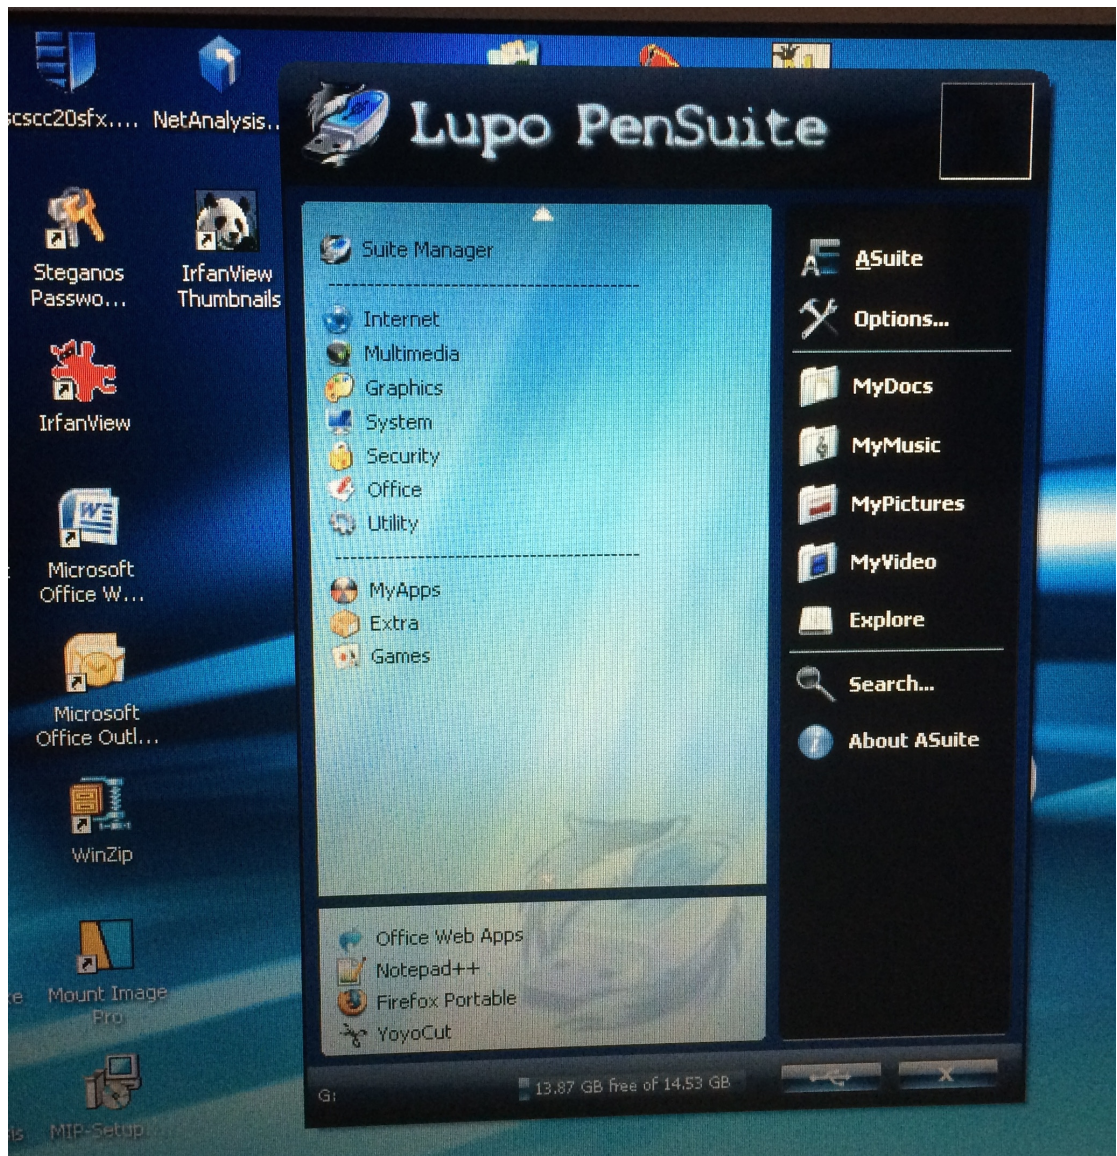 cscc20sfx....
NetAnalysis..
Steganos
Passwo...
IrfanView
Thumbnails
IrfanView
Microsoft
Office W...
Microsoft
Office Outl...
WinZip
Mount Image
Pro
MIP-Setup...
Lupo PenSuite
Suite Manager
Internet
Multimedia
Graphics
System
Security
Office
Utility
MyApps
Extra
Games
Office Web Apps
Notepad++
Firefox Portable
YoyoCut
ASuite
Options...
MyDocs
MyMusic
MyPictures
MyVideo
Explore
Search...
About ASuite
G:
13.87 GB free of 14.53 GB
X